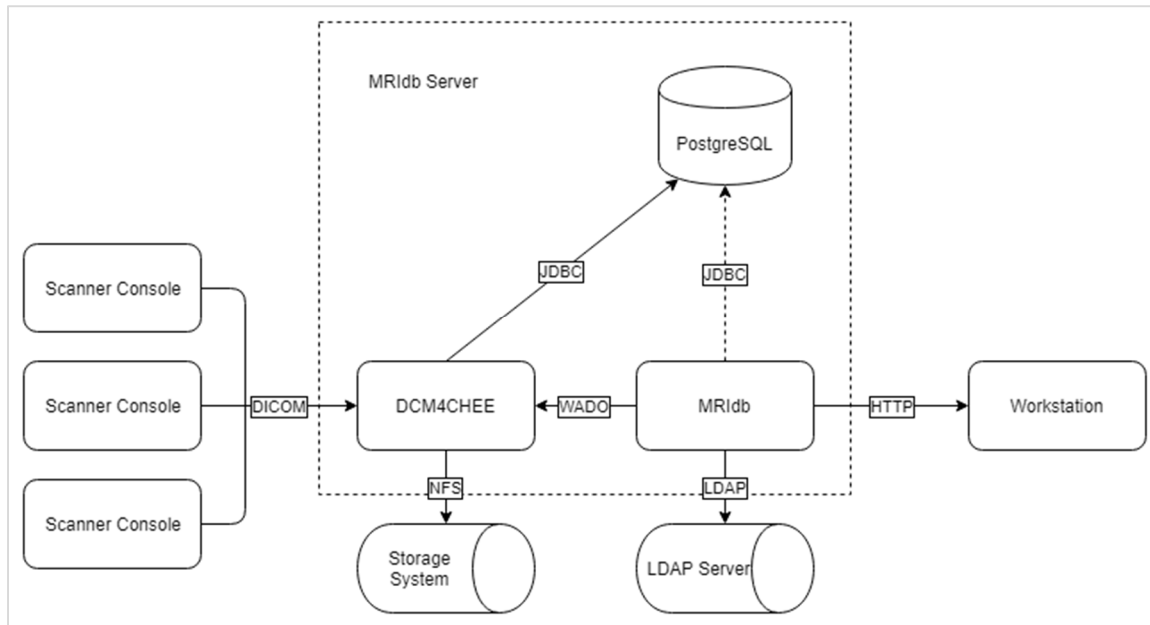 MRIdb Server
PostgreSQL
JDBC
JDBC
Scanner Console
Scanner Console
Scanner Console
DICOM
DCM4CHEE
WADO
MRIdb
HTTP
Workstation
NFS
LDAP
Storage
System
LDAP Server